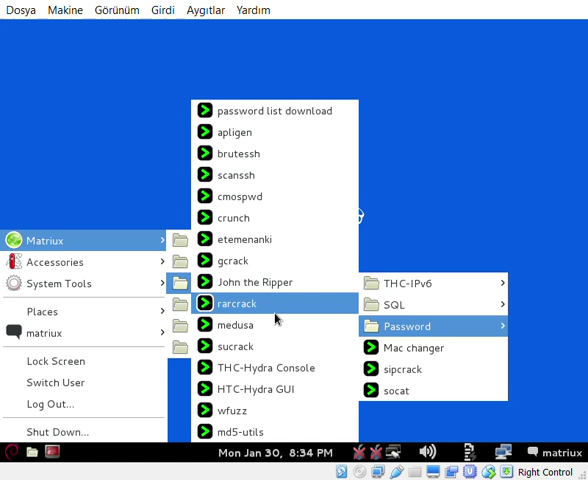 Dosya Makine Görünüm Girdi Aygıtlar Yardım
password list download
apligen
brutessh
scanssh
cmospwd
crunch
etemenanki
gcrack
John the Ripper
rarcrack
medusa
sucrack
THC-Hydra Console
HTC-Hydra GUI
wfuzz
md5-utils
Matriux
Accessories
System Tools
Places
matriux
Lock Screen
Switch User
Log Out...
Shut Down...
THC-IPv6
SQL
Password
Mac changer
sipcrack
socat
Mon Jan 30, 8:34 PM
matriux
Right Control